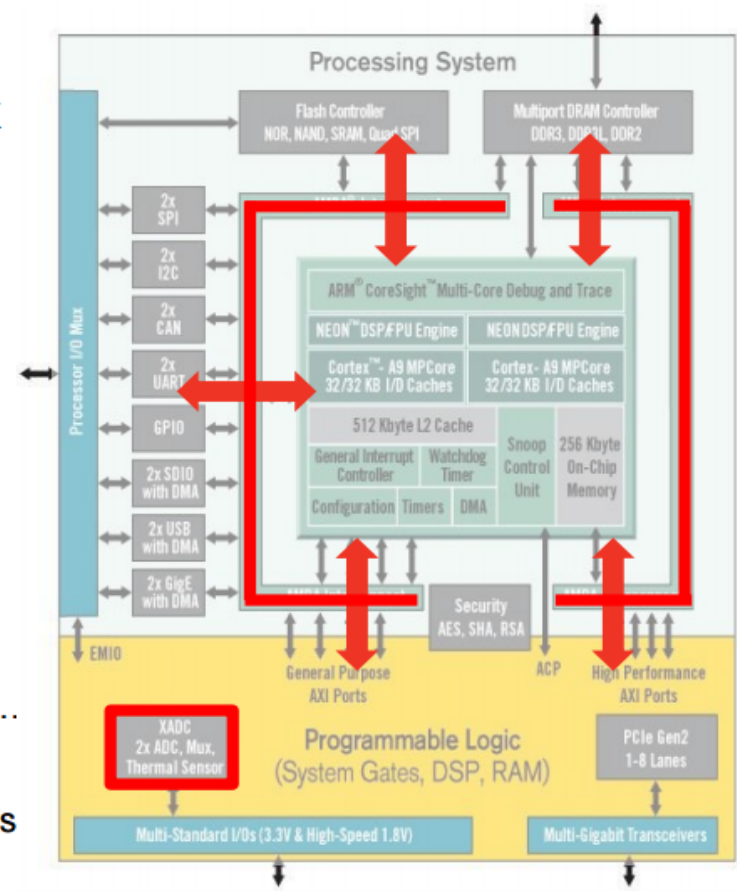 Processing System
Flash Controller
NOR, NAND, SRAM, Quad SPI
Multiport DRAM Controller
DDR3, DDR3L, DDR2
2x
SPI
2x
I2C
2x
CAN
2x
UART
GPIO
2x SDIO
with DMA
2x USB
with DMA
2x GigE
with DMA
Processor I/O Mux
ARM® CoreSight™ Multi-Core Debug and Trace
NEON™ DSP/FPU Engine
NEON DSP/FPU Engine
Cortex™- A9 MPCore
32/32 KB I/D Caches
Cortex- A9 MPCore
32/32 KB I/D Caches
512 Kbyte L2 Cache
General Interrupt
Controller
Watchdog
Timer
Configuration
Timers
DMA
Snoop
Control
Unit
256 Kbyte
On-Chip
Memory
Security
AES, SHA, RSA
EMIO
General Purpose
AXI Ports
ACP
High Performance
AXI Ports
XADC
2x ADC, Mux,
Thermal Sensor
Programmable Logic
(System Gates, DSP, RAM)
PCIe Gen2
1-8 Lanes
...
s
Multi-Standard I/Os (3.3V & High-Speed 1.8V)
Multi-Gigabit Transceivers